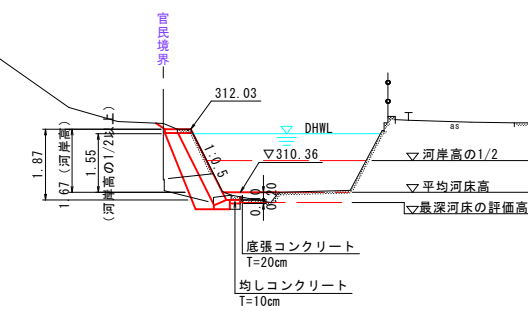 官民境界
312.03
DHWL
as
1:0.5
▽310.36
▽河岸高の1/2
▽平均河床高
▽最深河床の評価高
1.87
1.67 (河岸高)
1.55
(河岸高の1/2以上)
0.20
底張コンクリート
T=20cm
均しコンクリート
T=10cm